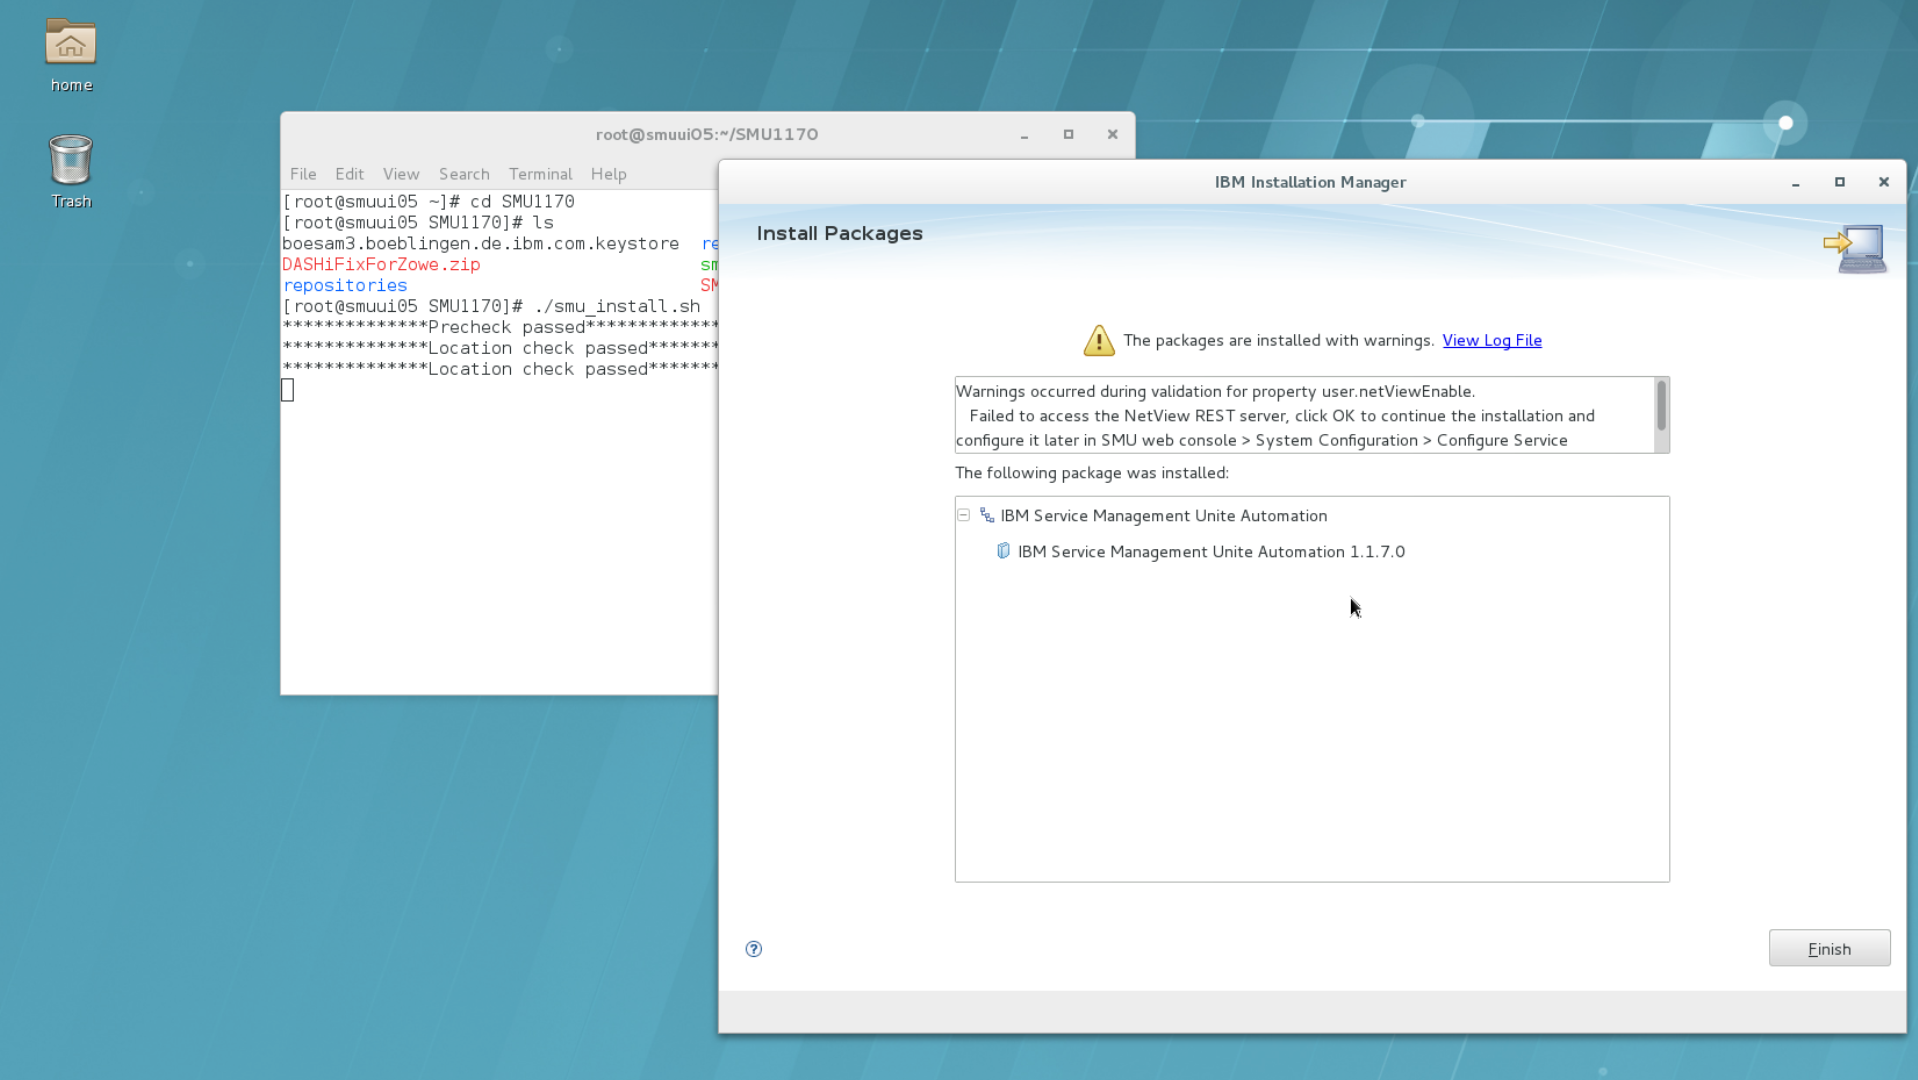 home
Trash
root@smuui05:~/SMU1170
File Edit View Search Terminal Help
[root@smuui05 ~]# cd SMU1170
[root@smuui05 SMU1170]# ls
boesam3.boeblingen.de.ibm.com.keystore re
DASHiFixForZowe.zip sm
repositories SM
[root@smuui05 SMU1170]# ./smu_install.sh
**************Precheck passed*************
**************Location check passed*******
**************Location check passed*******
IBM Installation Manager
Install Packages
The packages are installed with warnings. View Log File
Warnings occurred during validation for property user.netViewEnable.
Failed to access the NetView REST server, click OK to continue the installation and
configure it later in SMU web console > System Configuration > Configure Service
The following package was installed:
IBM Service Management Unite Automation
IBM Service Management Unite Automation 1.1.7.0
?
Finish